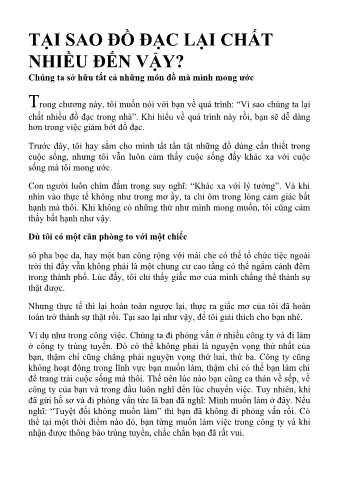 TẠI SAO ĐỒ ĐẠC LẠI CHẤT
NHIỀU ĐẾN VẬY?
Chúng ta sở hữu tất cả những món đồ mà mình mong ước
Trong chương này, tôi muốn nói với bạn về quá trình: “Vì sao chúng ta lại
chất nhiều đồ đạc trong nhà”. Khi hiểu về quá trình này rồi, bạn sẽ dễ dàng
hơn trong việc giảm bớt đồ đạc.
Trước đây, tôi hay sắm cho mình tất tần tật những đồ dùng cần thiết trong
cuộc sống, nhưng tôi vẫn luôn cảm thấy cuộc sống đấy khác xa với cuộc
sống mà tôi mong ước.
Con người luôn chìm đắm trong suy nghĩ: “Khác xa với lý tưởng”. Và khi
nhìn vào thực tế không như trong mơ ấy, ta chỉ ôm trong lòng cảm giác bất
hạnh mà thôi. Khi không có những thứ như mình mong muốn, tôi cũng cảm
thấy bất hạnh như vậy.
Dù tôi có một căn phòng to với một chiếc
sô pha bọc da, hay một ban công rộng với mái che có thể tổ chức tiệc ngoài
trời thì đấy vẫn không phải là một chung cư cao tầng có thể ngắm cảnh đêm
trong thành phố. Lúc đây, tôi chỉ thấy giấc mơ của mình chẳng thể thành sự
thật được.
Nhưng thực tế thì lại hoàn toàn ngược lại, thực ra giấc mơ của tôi đã hoàn
toàn trở thành sự thật rồi. Tại sao lại như vậy, để tôi giải thích cho bạn nhé.
Ví dụ như trong công việc. Chúng ta đi phỏng vấn ở nhiều công ty và đi làm
ở công ty trúng tuyển. Đó có thể không phải là nguyện vọng thứ nhất của
bạn, thậm chí cũng chẳng phải nguyện vọng thứ hai, thứ ba. Công ty cũng
không hoạt động trong lĩnh vực bạn muốn làm, thậm chí có thể bạn làm chỉ
để trang trải cuộc sống mà thôi. Thế nên lúc nào bạn cũng ca thán về sếp, về
công ty của bạn và trong đầu luôn nghĩ đến lúc chuyển việc. Tuy nhiên, khi
đã gửi hồ sơ và đi phỏng vấn tức là bạn đã nghĩ: Mình muốn làm ở đây. Nếu
nghĩ: “Tuyệt đối không muốn làm” thì bạn đã không đi phỏng vấn rồi. Có
thể tại một thời điểm nào đó, bạn từng muốn làm việc trong công ty và khi
nhận được thông báo trúng tuyển, chắc chắn bạn đã rất vui.